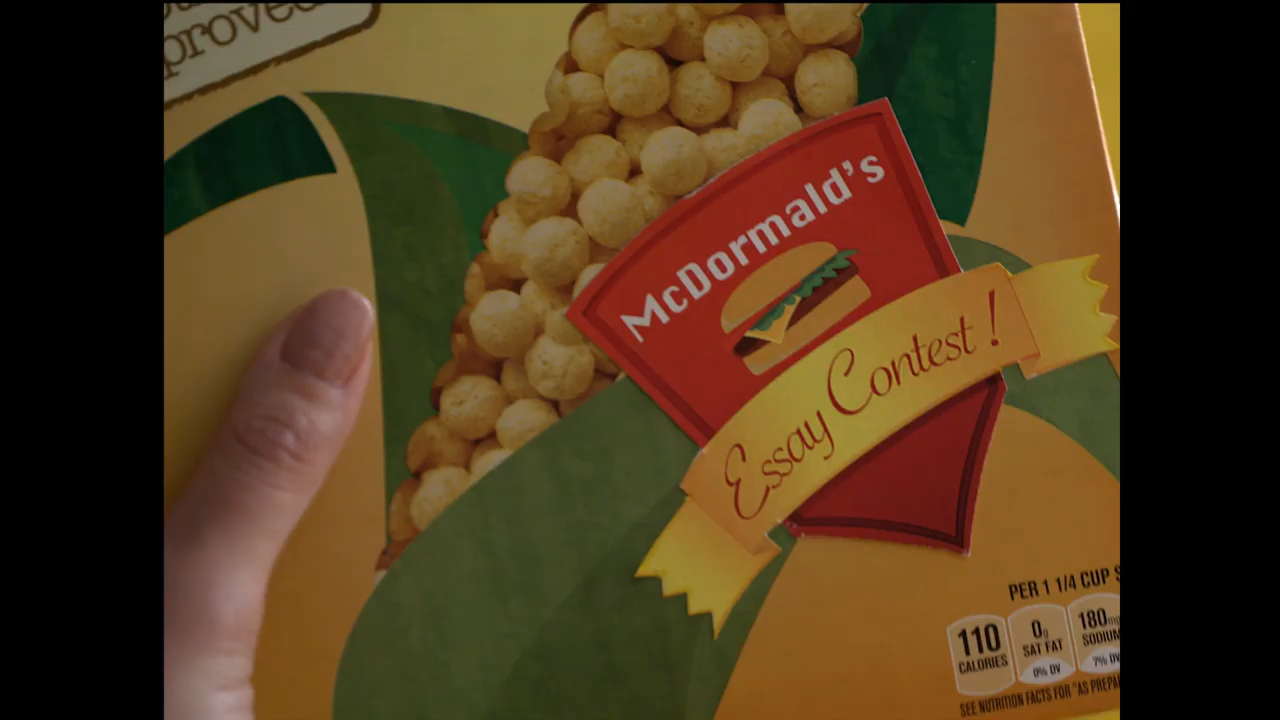 proved
McDormald's
Essay Contest!
PER 1 1/4 CUP
110
CALORIES
0g
SAT FAT
0% DV
180mg
SODIUM
7% DV
SEE NUTRITION FACTS FOR "AS PREPA